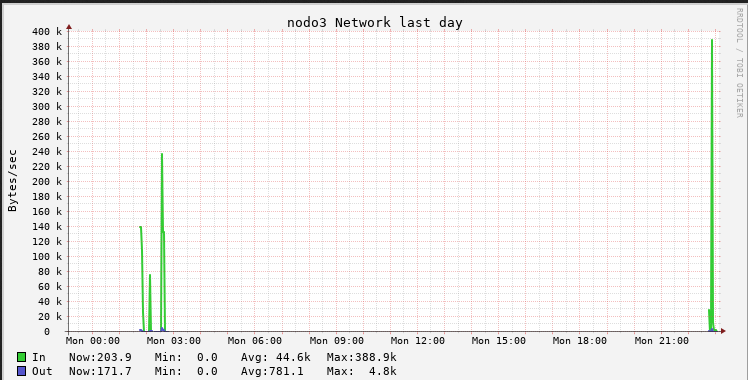 nodo3 Network last day
RRDTOOL / TOBI OETIKER
Bytes/sec
400 k
380 k
360 k
340 k
320 k
300 k
280 k
260 k
240 k
220 k
200 k
180 k
160 k
140 k
120 k
100 k
80 k
60 k
40 k
20 k
0
Mon 00:00 Mon 03:00 Mon 06:00 Mon 09:00 Mon 12:00 Mon 15:00 Mon 18:00 Mon 21:00
In Now:203.9 Min: 0.0 Avg: 44.6k Max:388.9k
Out Now:171.7 Min: 0.0 Avg:781.1 Max: 4.8k